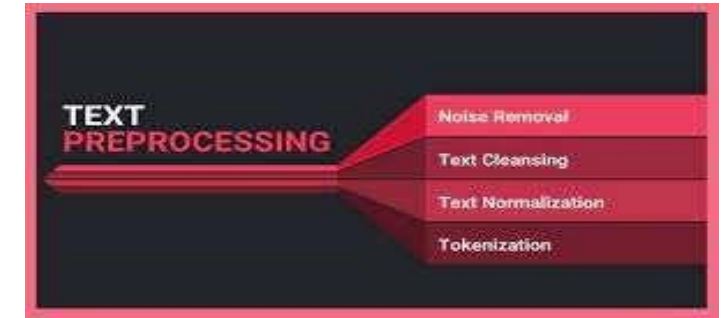 TEXT
PREPROCESSING
Noise Removal
Text Cleansing
Text Normalization
Tokenization